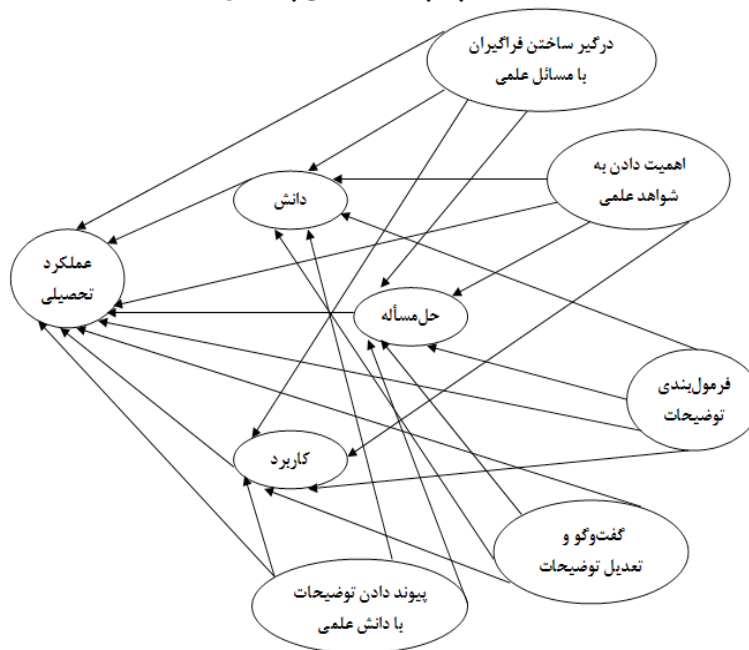 درگیر ساختن فراگیران
با مسائل علمی
اهمیت دادن به
شواهد علمی
دانش
عملکرد
تحصیلی
حل‌مسأله
فرمول‌بندی
توضیحات
کاربرد
گفت‌وگو و
تعدیل توضیحات
پیوند دادن توضیحات
با دانش علمی